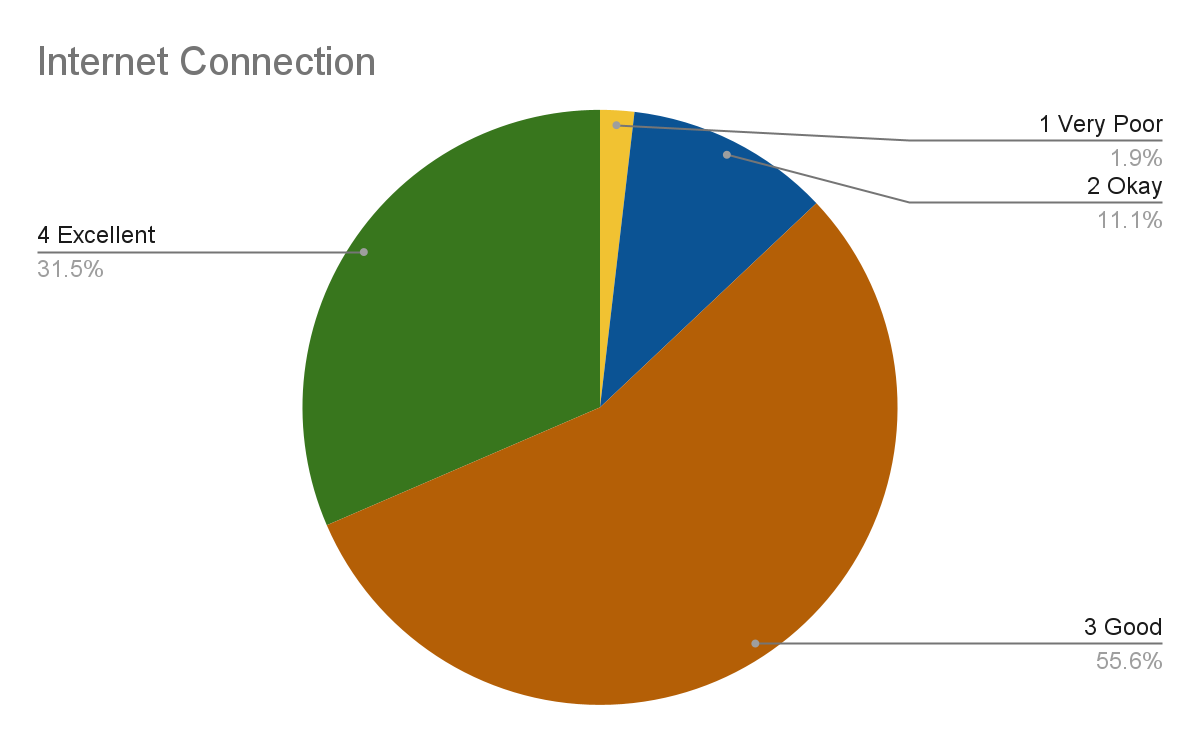 Internet Connection
1 Very Poor
1.9%
2 Okay
11.1%
4 Excellent
31.5%
3 Good
55.6%